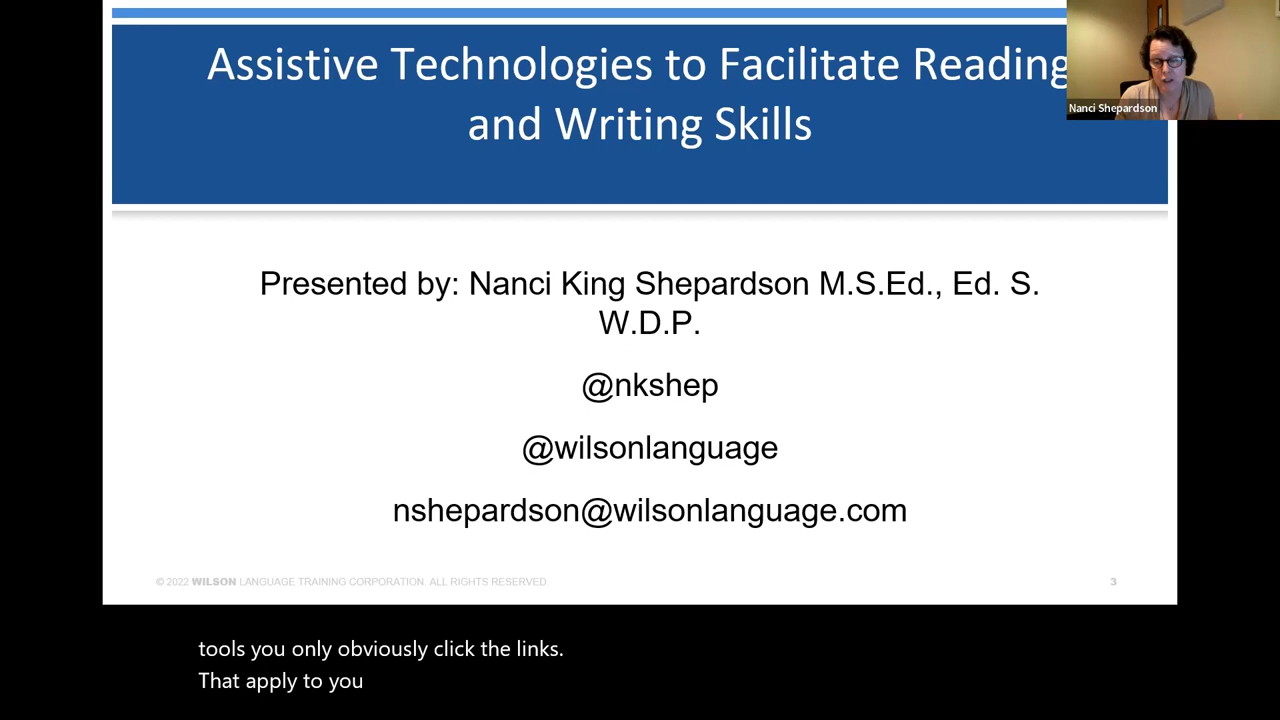 Assistive Technologies to Facilitate Reading
and Writing Skills
Nanci Shepardson
Presented by: Nanci King Shepardson M.S.Ed., Ed. S.
W.D.P.
@nkshep
@wilsonlanguage
nshepardson@wilsonlanguage.com
© 2022 WILSON LANGUAGE TRAINING CORPORATION. ALL RIGHTS RESERVED
3
tools you only obviously click the links.
That apply to you